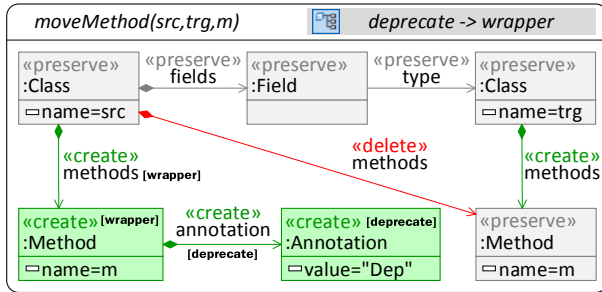 moveMethod(src,trg,m)
deprecate -> wrapper
«preserve»
:Class
name=src
«preserve»
fields
«preserve»
:Field
«preserve»
type
«preserve»
:Class
name=trg
«create»
methods [wrapper]
«delete»
methods
«create»
methods
«create» [wrapper]
:Method
name=m
«create»
annotation
[deprecate]
«create» [deprecate]
:Annotation
value="Dep"
«preserve»
:Method
name=m